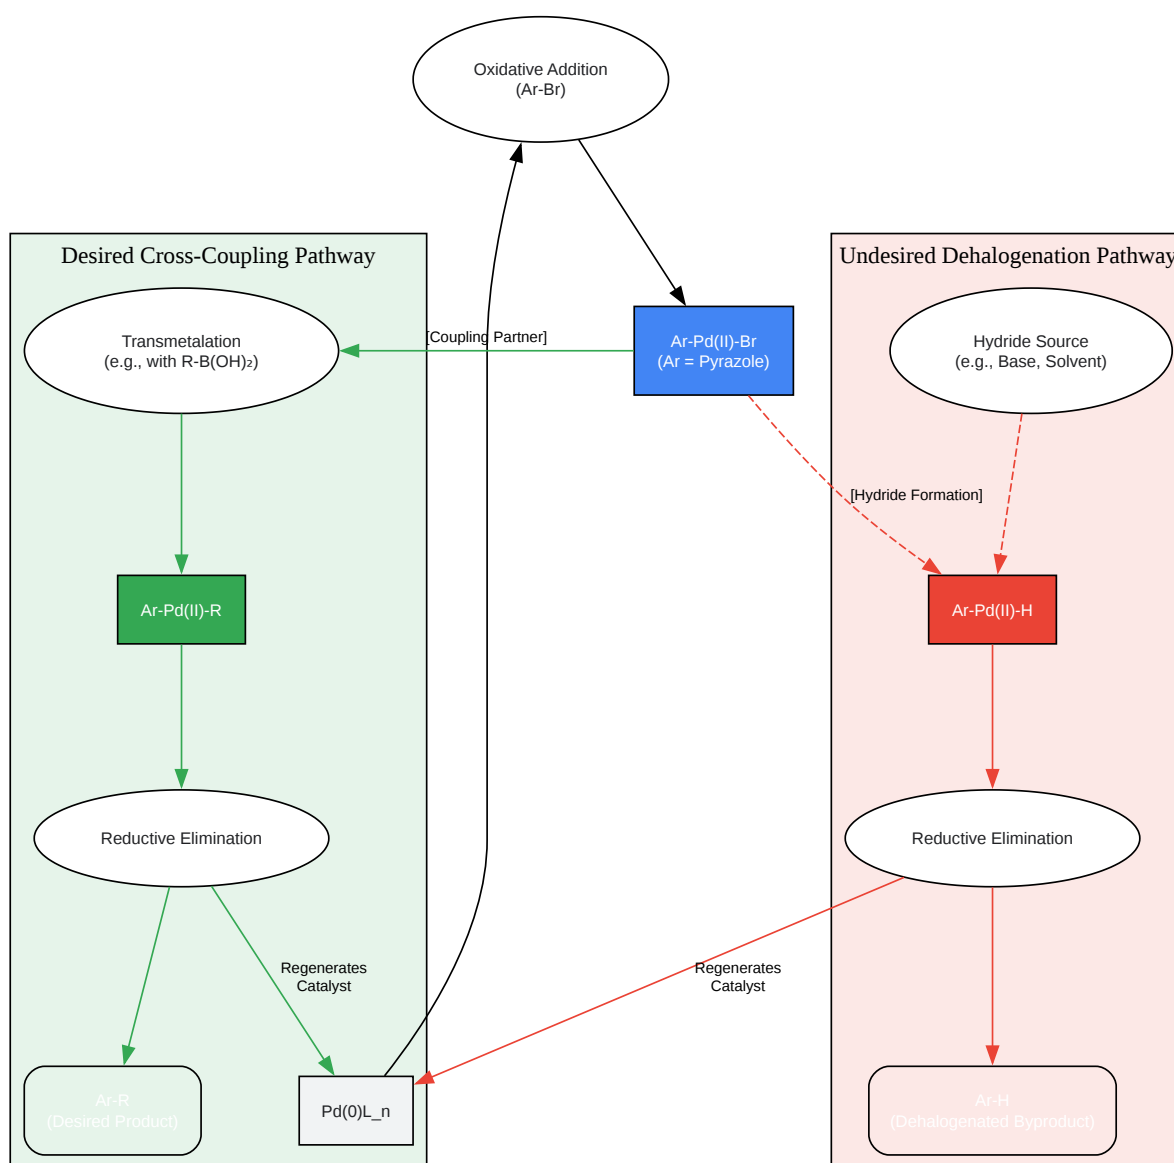 Oxidative Addition
(Ar-Br)
Desired Cross-Coupling Pathway
Undesired Dehalogenation Pathway
Transmetalation
(e.g., with R-B(OH)₂)
[Coupling Partner]
Ar-Pd(II)-Br
(Ar = Pyrazole)
Hydride Source
(e.g., Base, Solvent)
[Hydride Formation]
Ar-Pd(II)-R
Ar-Pd(II)-H
Reductive Elimination
Reductive Elimination
Regenerates
Catalyst
Regenerates
Catalyst
Ar-R
(Desired Product)
Pd(0)L_n
Ar-H
(Dehalogenated Byproduct)